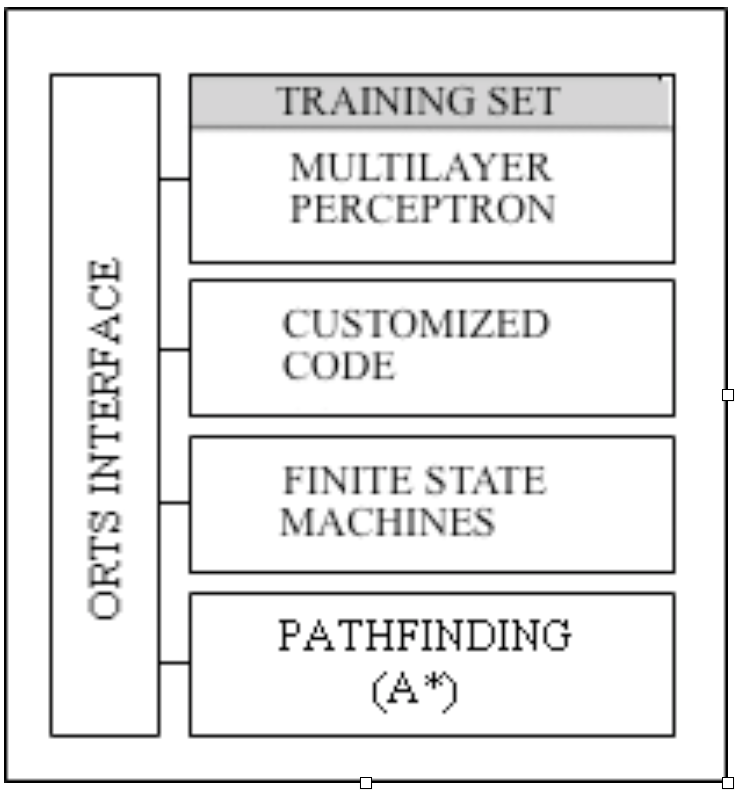 ORTS INTERFACE
TRAINING SET
MULTILAYER
PERCEPTRON
CUSTOMIZED
CODE
FINITE STATE
MACHINES
PATHFINDING
(A*)